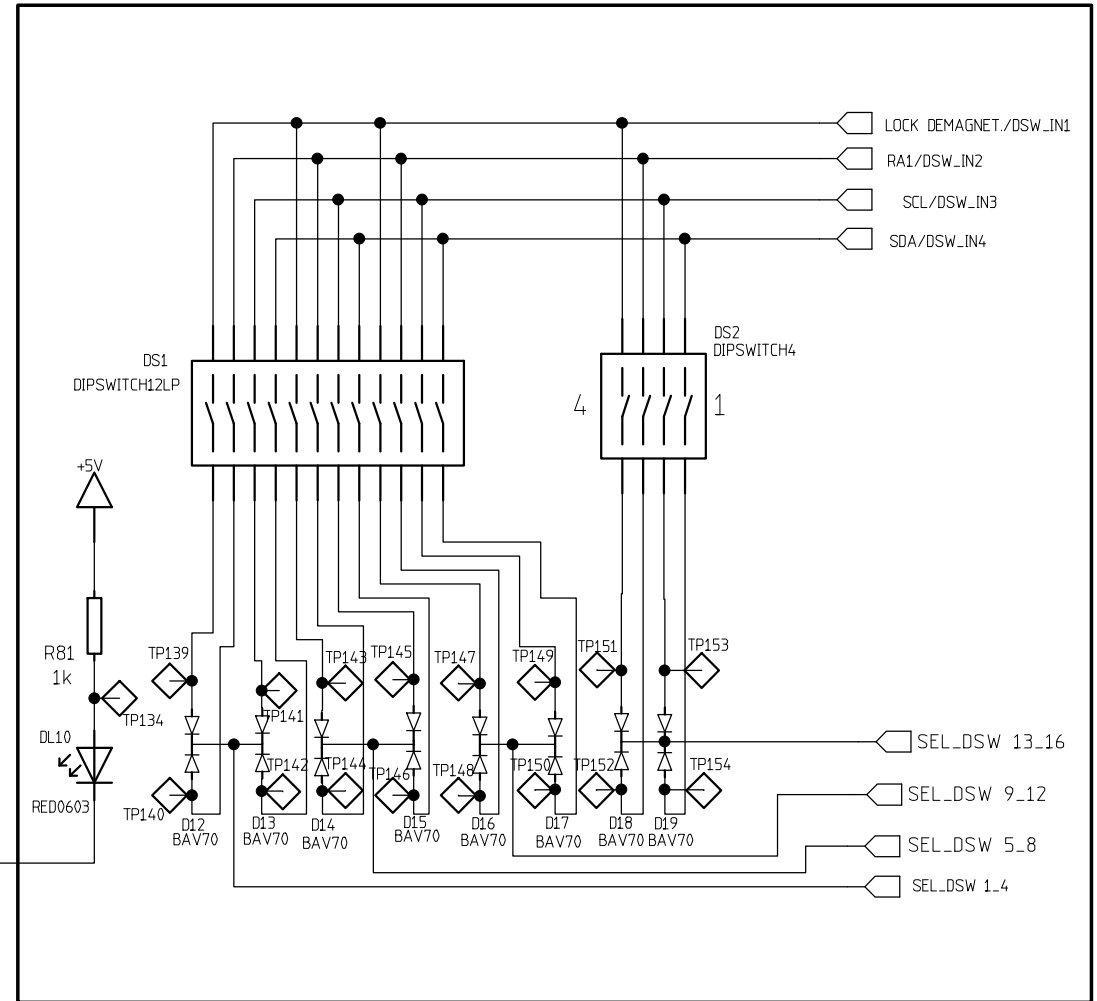 LOCK DEMAGNET./DSW_IN1
RA1/DSW_IN2
SCL/DSW_IN3
SDA/DSW_IN4
DS1
DIPSWITCH12LP
DS2
DIPSWITCH4
4
1
+5V
R81
1k
TP134
DL10
RED0603
TP139
TP140
TP141
TP142
TP143
TP144
TP145
TP146
TP147
TP148
TP149
TP150
TP151
TP152
TP153
TP154
D12
BAV70
D13
BAV70
D14
BAV70
D15
BAV70
D16
BAV70
D17
BAV70
D18
BAV70
D19
BAV70
SEL_DSW 13_16
SEL_DSW 9_12
SEL_DSW 5_8
SEL_DSW 1_4